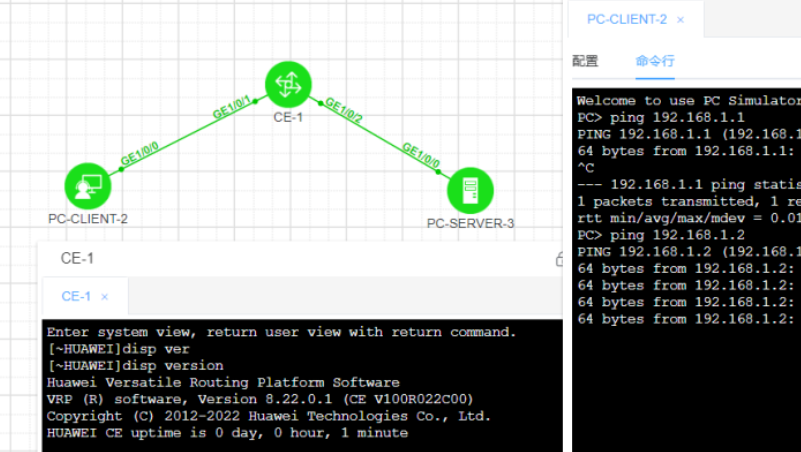 GE1/0/1
GE1/0/2
CE-1
GE1/0/0
GE1/0/0
PC-CLIENT-2
PC-SERVER-3
CE-1
CE-1 ×
Enter system view, return user view with return command.
[~HUAWEI]disp ver
[~HUAWEI]disp version
Huawei Versatile Routing Platform Software
VRP (R) software, Version 8.22.0.1 (CE V100R022C00)
Copyright (C) 2012-2022 Huawei Technologies Co., Ltd.
HUAWEI CE uptime is 0 day, 0 hour, 1 minute
PC-CLIENT-2 ×
配置 命令行
Welcome to use PC Simulator
PC> ping 192.168.1.1
PING 192.168.1.1 (192.168.1
64 bytes from 192.168.1.1:
^C
--- 192.168.1.1 ping statis
1 packets transmitted, 1 re
rtt min/avg/max/mdev = 0.01
PC> ping 192.168.1.2
PING 192.168.1.2 (192.168.1
64 bytes from 192.168.1.2:
64 bytes from 192.168.1.2:
64 bytes from 192.168.1.2:
64 bytes from 192.168.1.2: